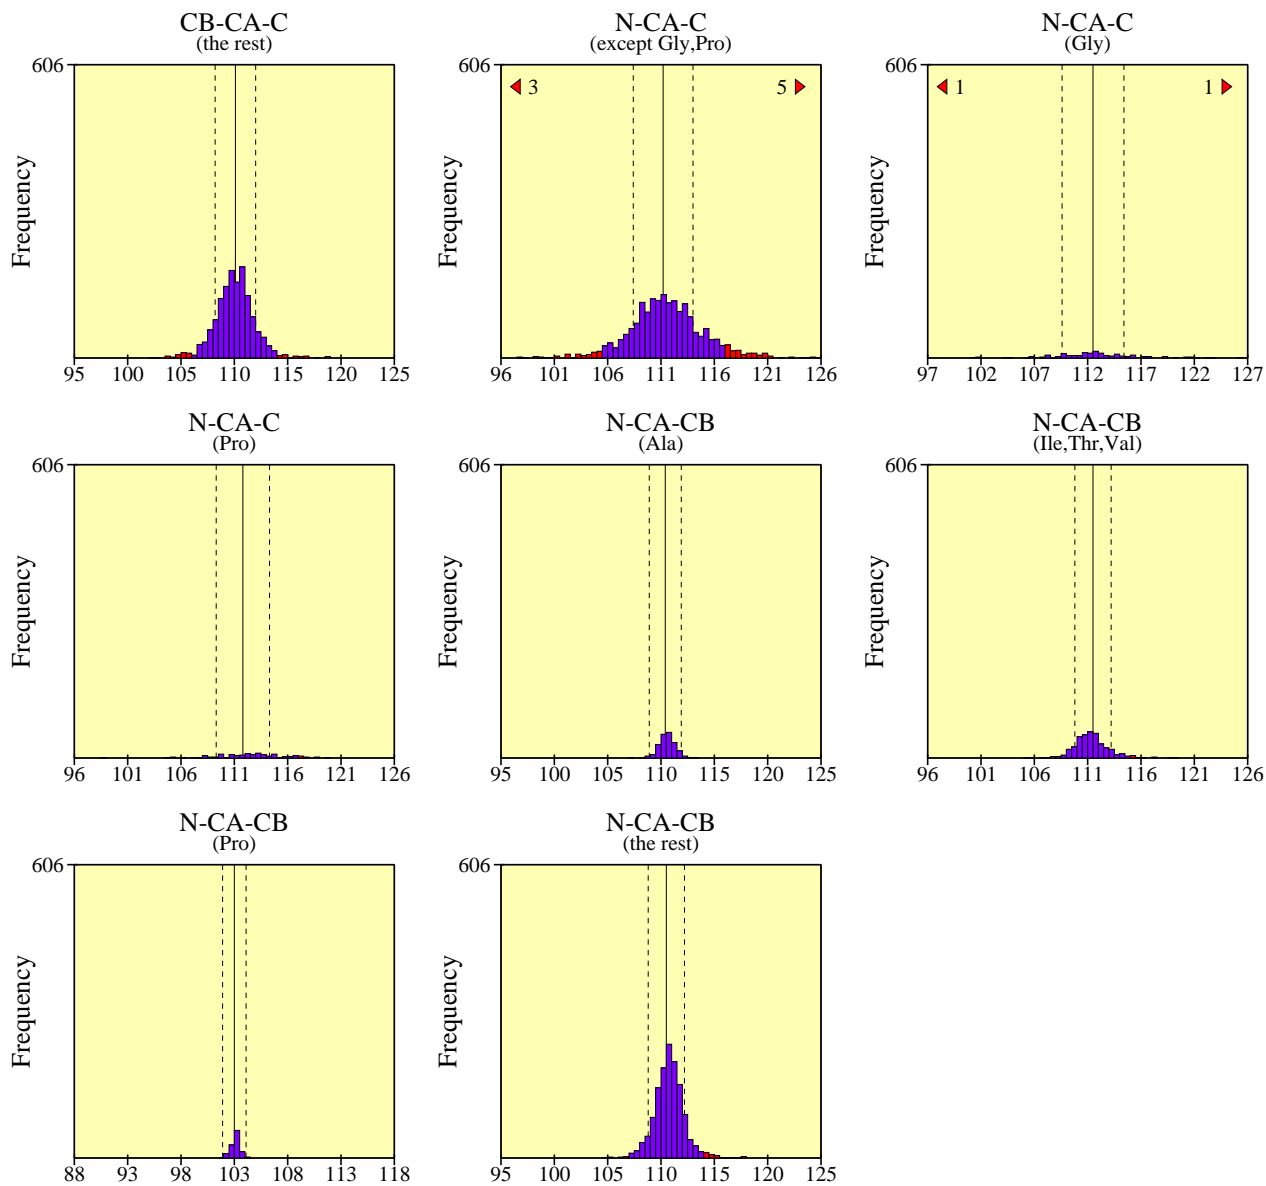 CB-CA-C
(the rest)
606
Frequency
95 100 105 110 115 120 125
N-CA-C
(except Gly,Pro)
606
3 5
Frequency
96 101 106 111 116 121 126
N-CA-C
(Gly)
606
1 1
Frequency
97 102 107 112 117 122 127
N-CA-C
(Pro)
606
Frequency
96 101 106 111 116 121 126
N-CA-CB
(Ala)
606
Frequency
95 100 105 110 115 120 125
N-CA-CB
(Ile,Thr,Val)
606
Frequency
96 101 106 111 116 121 126
N-CA-CB
(Pro)
606
Frequency
88 93 98 103 108 113 118
N-CA-CB
(the rest)
606
Frequency
95 100 105 110 115 120 125